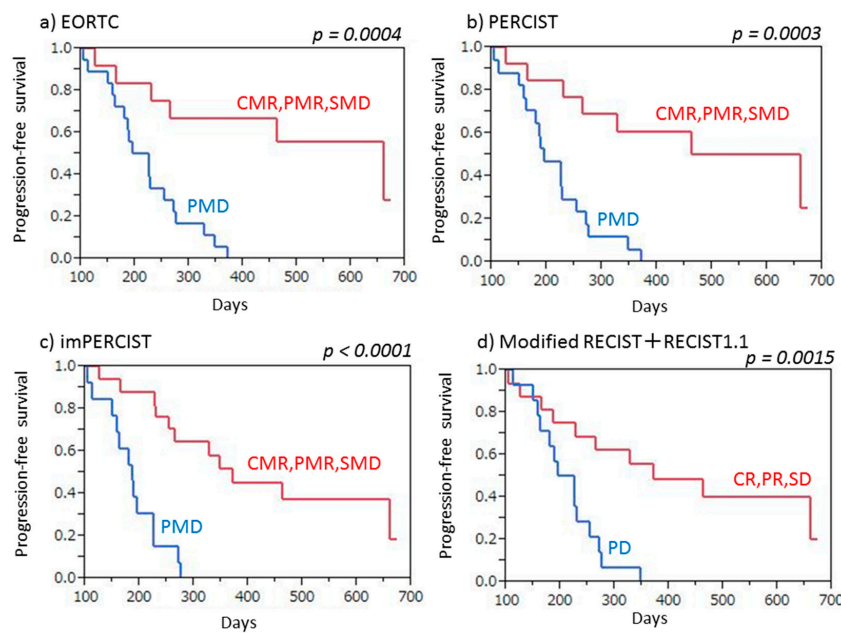 a) EORTC
p = 0.0004
Progression-free survival
1.0
0.8
0.6
0.4
0.2
0.0
CMR,PMR,SMD
PMD
100 200 300 400 500 600 700
Days
b) PERCIST
p = 0.0003
Progression-free survival
1.0
0.8
0.6
0.4
0.2
0.0
CMR,PMR,SMD
PMD
100 200 300 400 500 600 700
Days
c) imPERCIST
p < 0.0001
Progression-free survival
1.0
0.8
0.6
0.4
0.2
0.0
CMR,PMR,SMD
PMD
100 200 300 400 500 600 700
Days
d) Modified RECIST+RECIST1.1
p = 0.0015
Progression-free survival
1.0
0.8
0.6
0.4
0.2
0.0
CR,PR,SD
PD
100 200 300 400 500 600 700
Days